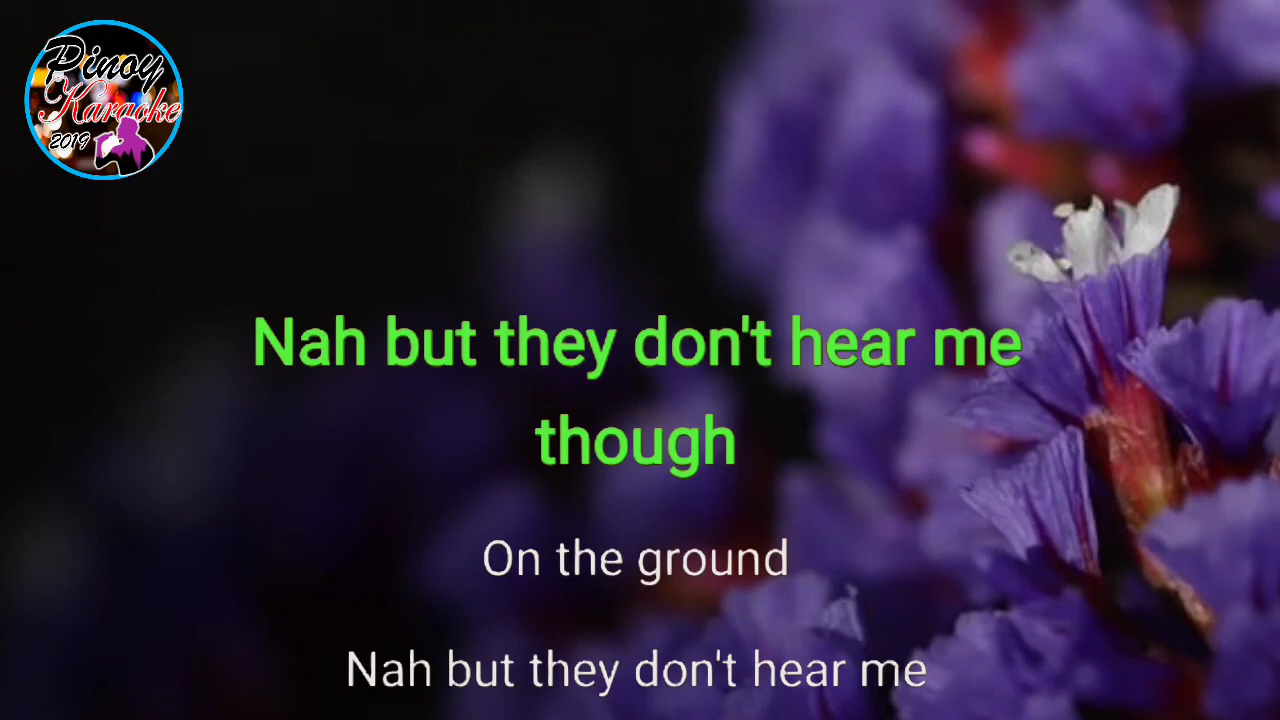 Pinoy
Karaoke
2019
Nah but they don't hear me
though
On the ground
Nah but they don't hear me